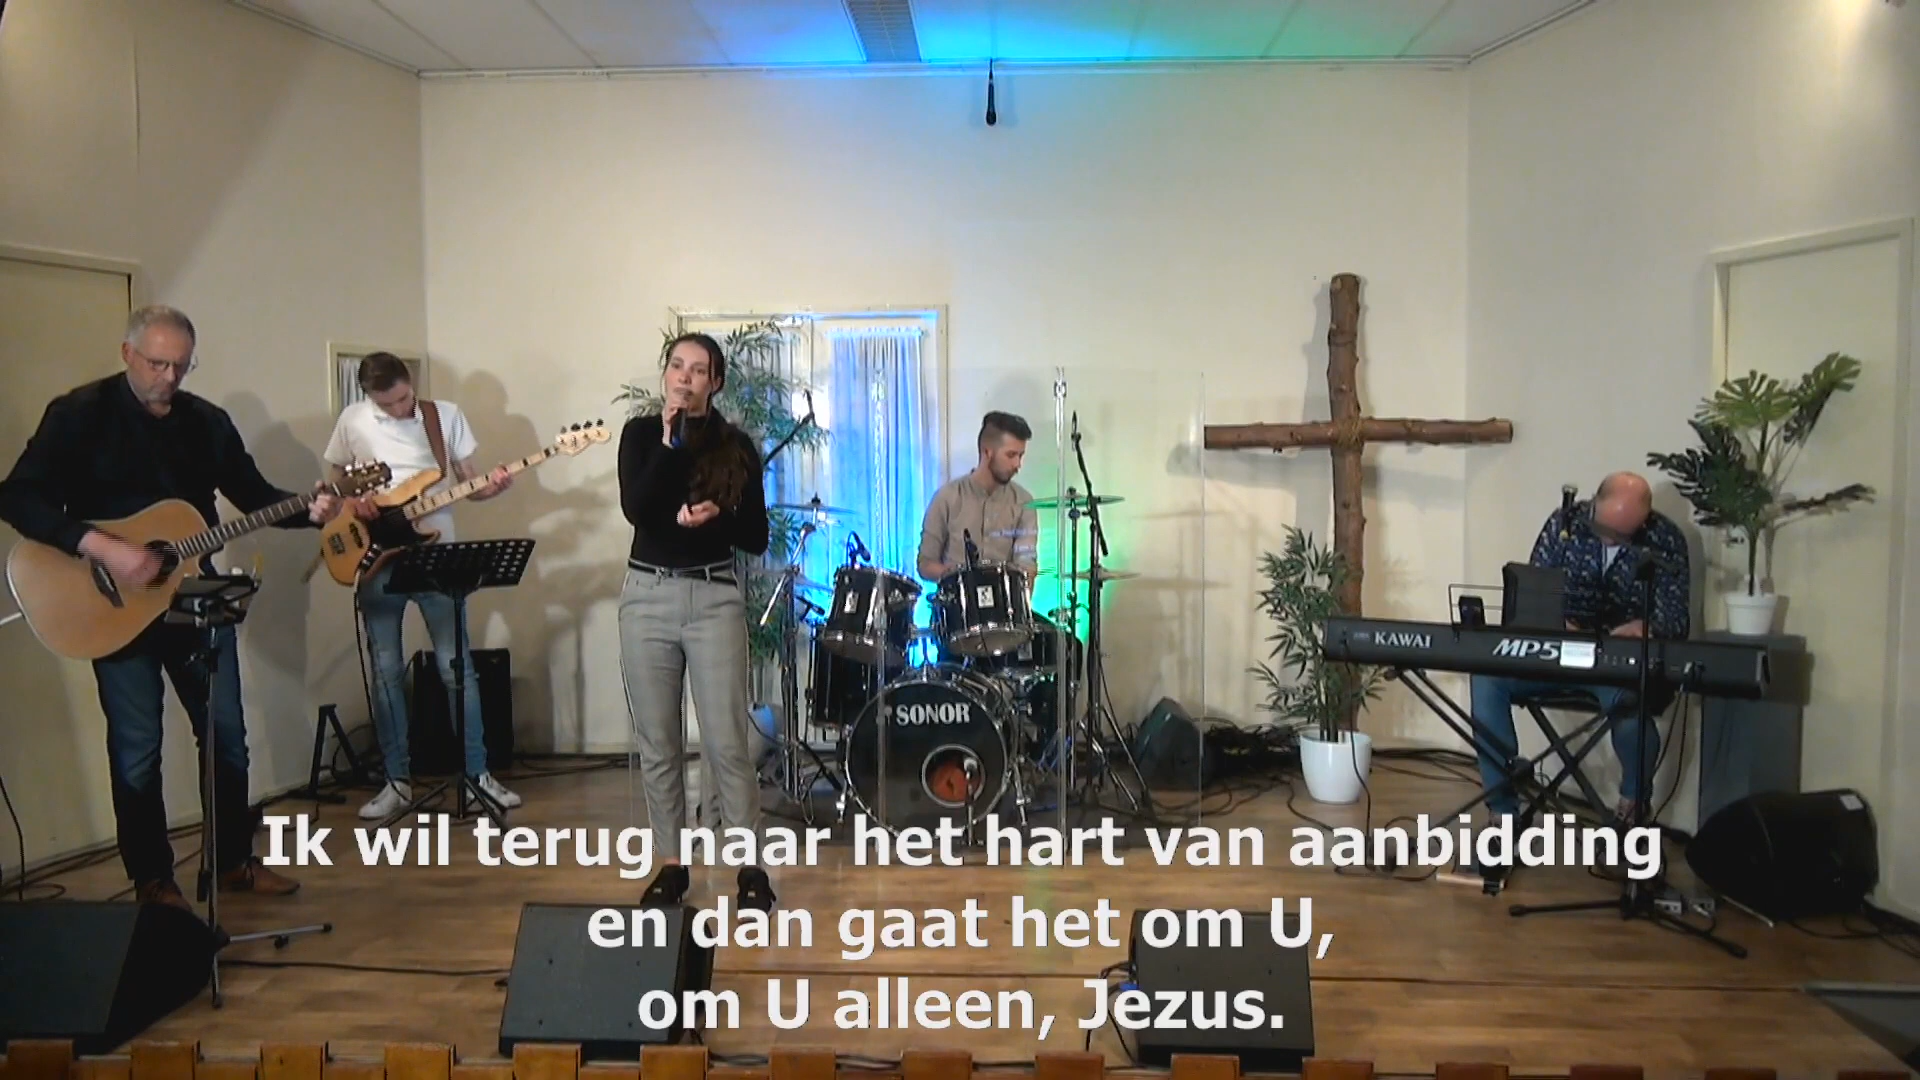 KAWAI
MP5
SONOR
Ik wil terug naar het hart van aanbidding
en dan gaat het om U,
om U alleen, Jezus.